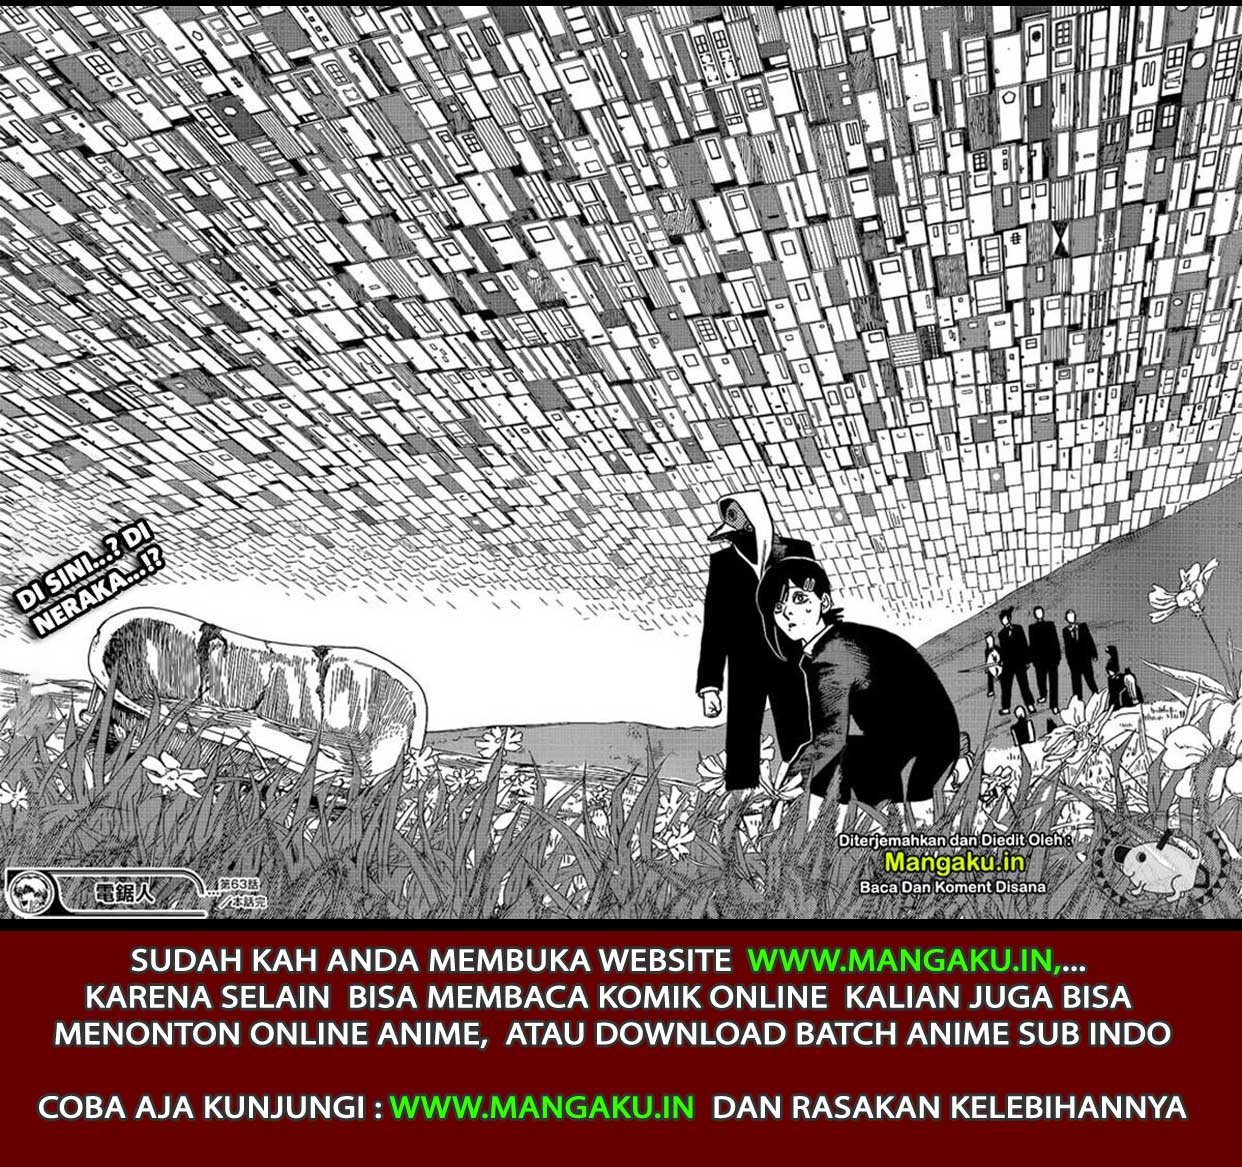 DI SINI...? DI
NERAKA...!?
Diterjemahkan dan Diedit Oleh :
Mangaku.in
Baca Dan Koment Disana
電鋸人
....第63話
／本話完
SUDAH KAH ANDA MEMBUKA WEBSITE WWW.MANGAKU.IN,...
KARENA SELAIN BISA MEMBACA KOMIK ONLINE KALIAN JUGA BISA
MENONTON ONLINE ANIME, ATAU DOWNLOAD BATCH ANIME SUB INDO
COBA AJA KUNJUNGI : WWW.MANGAKU.IN DAN RASAKAN KELEBIHANNYA